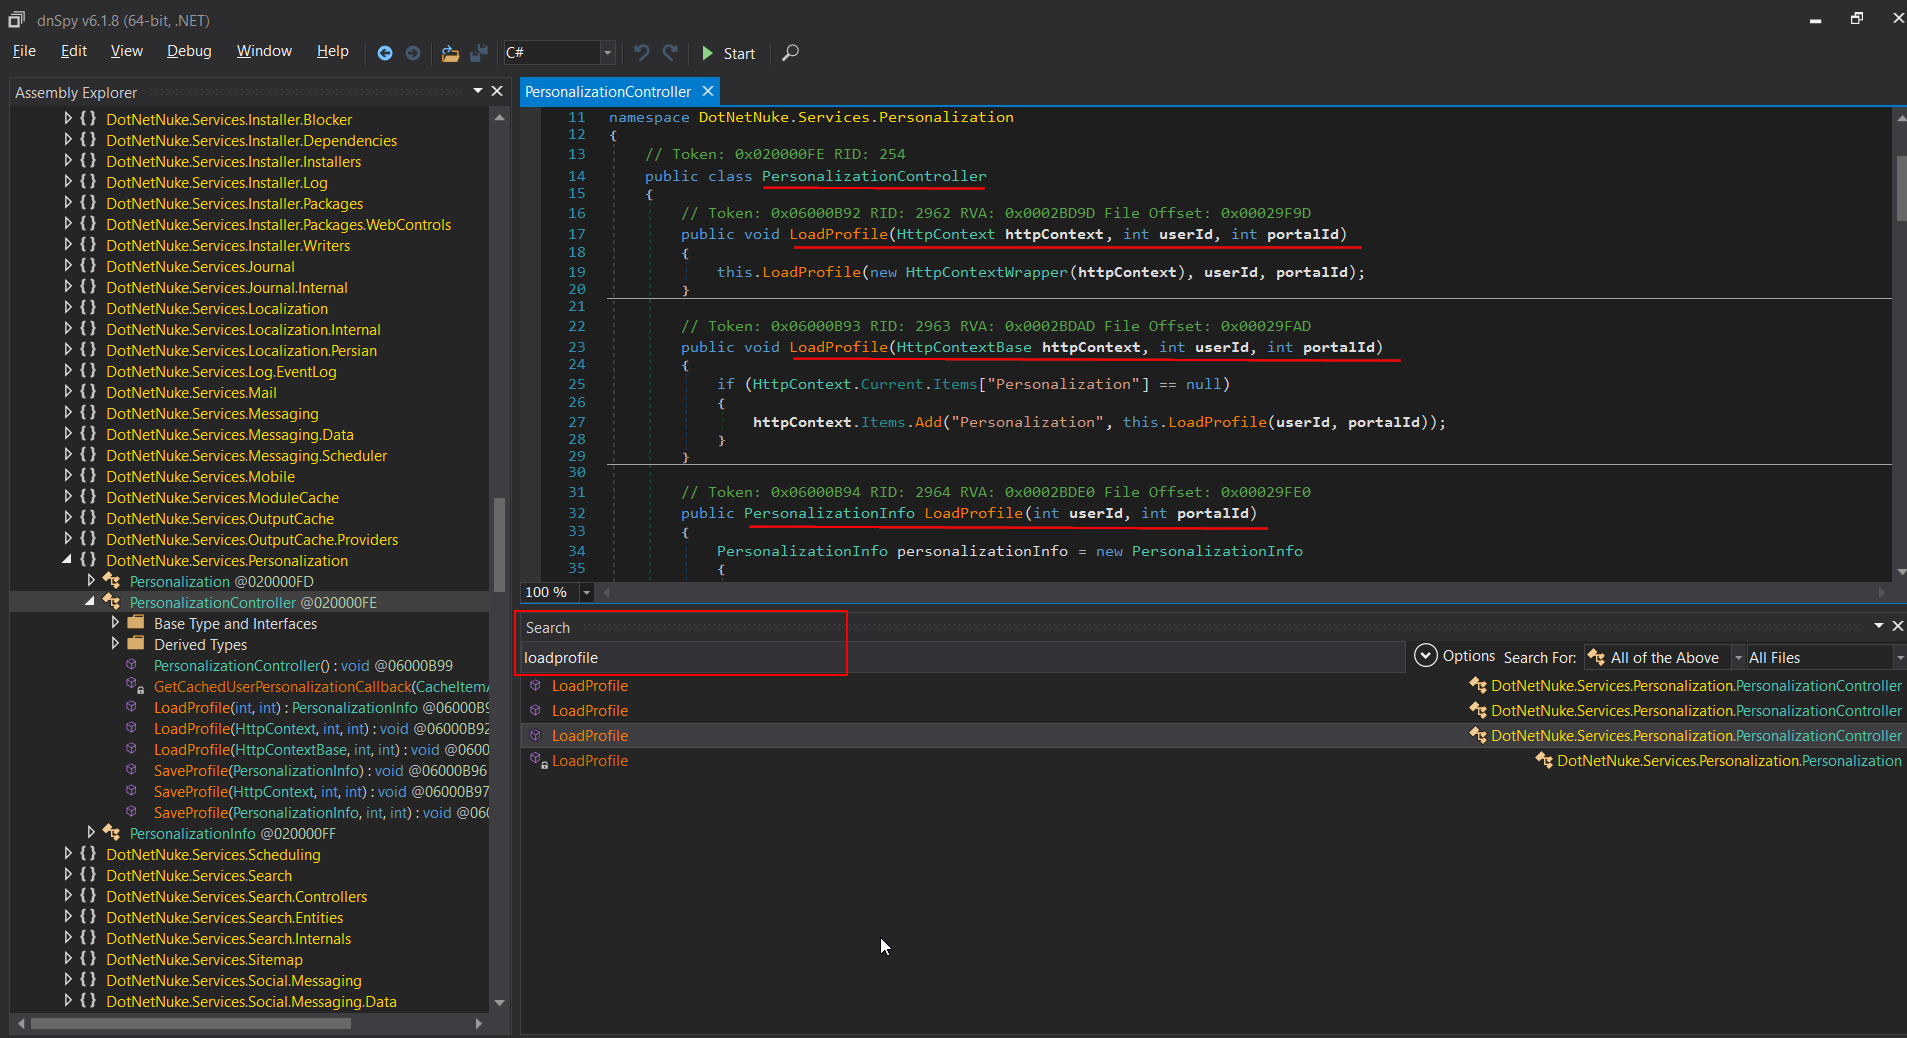 dnSpy v6.1.8 (64-bit, .NET)
File Edit View Debug Window Help C# Start
Assembly Explorer
DotNetNuke.Services.Installer.Blocker
DotNetNuke.Services.Installer.Dependencies
DotNetNuke.Services.Installer.Installers
DotNetNuke.Services.Installer.Log
DotNetNuke.Services.Installer.Packages
DotNetNuke.Services.Installer.Packages.WebControls
DotNetNuke.Services.Installer.Writers
DotNetNuke.Services.Journal
DotNetNuke.Services.Journal.Internal
DotNetNuke.Services.Localization
DotNetNuke.Services.Localization.Internal
DotNetNuke.Services.Localization.Persian
DotNetNuke.Services.Log.EventLog
DotNetNuke.Services.Mail
DotNetNuke.Services.Messaging
DotNetNuke.Services.Messaging.Data
DotNetNuke.Services.Messaging.Scheduler
DotNetNuke.Services.Mobile
DotNetNuke.Services.ModuleCache
DotNetNuke.Services.OutputCache
DotNetNuke.Services.OutputCache.Providers
DotNetNuke.Services.Personalization
Personalization @020000FD
PersonalizationController @020000FE
Base Type and Interfaces
Derived Types
PersonalizationController() : void @06000B99
GetCachedUserPersonalizationCallback(CacheItemA
LoadProfile(int, int) : PersonalizationInfo @06000B9
LoadProfile(HttpContext, int, int) : void @06000B92
LoadProfile(HttpContextBase, int, int) : void @0600
SaveProfile(PersonalizationInfo) : void @06000B96
SaveProfile(HttpContext, int, int) : void @06000B97
SaveProfile(PersonalizationInfo, int, int) : void @060
PersonalizationInfo @020000FF
DotNetNuke.Services.Scheduling
DotNetNuke.Services.Search
DotNetNuke.Services.Search.Controllers
DotNetNuke.Services.Search.Entities
DotNetNuke.Services.Search.Internals
DotNetNuke.Services.Sitemap
DotNetNuke.Services.Social.Messaging
DotNetNuke.Services.Social.Messaging.Data
PersonalizationController
11 namespace DotNetNuke.Services.Personalization
12 {
13 // Token: 0x020000FE RID: 254
14 public class PersonalizationController
15 {
16 // Token: 0x06000B92 RID: 2962 RVA: 0x0002BD9D File Offset: 0x00029F9D
17 public void LoadProfile(HttpContext httpContext, int userId, int portalId)
18 {
19 this.LoadProfile(new HttpContextWrapper(httpContext), userId, portalId);
20 }
21
22 // Token: 0x06000B93 RID: 2963 RVA: 0x0002BDAD File Offset: 0x00029FAD
23 public void LoadProfile(HttpContextBase httpContext, int userId, int portalId)
24 {
25 if (HttpContext.Current.Items["Personalization"] == null)
26 {
27 httpContext.Items.Add("Personalization", this.LoadProfile(userId, portalId));
28 }
29 }
30
31 // Token: 0x06000B94 RID: 2964 RVA: 0x0002BDE0 File Offset: 0x00029FE0
32 public PersonalizationInfo LoadProfile(int userId, int portalId)
33 {
34 PersonalizationInfo personalizationInfo = new PersonalizationInfo
35 {
100 %
Search
loadprofile Options Search For: All of the Above All Files
LoadProfile DotNetNuke.Services.Personalization.PersonalizationController
LoadProfile DotNetNuke.Services.Personalization.PersonalizationController
LoadProfile DotNetNuke.Services.Personalization.PersonalizationController
LoadProfile DotNetNuke.Services.Personalization.Personalization